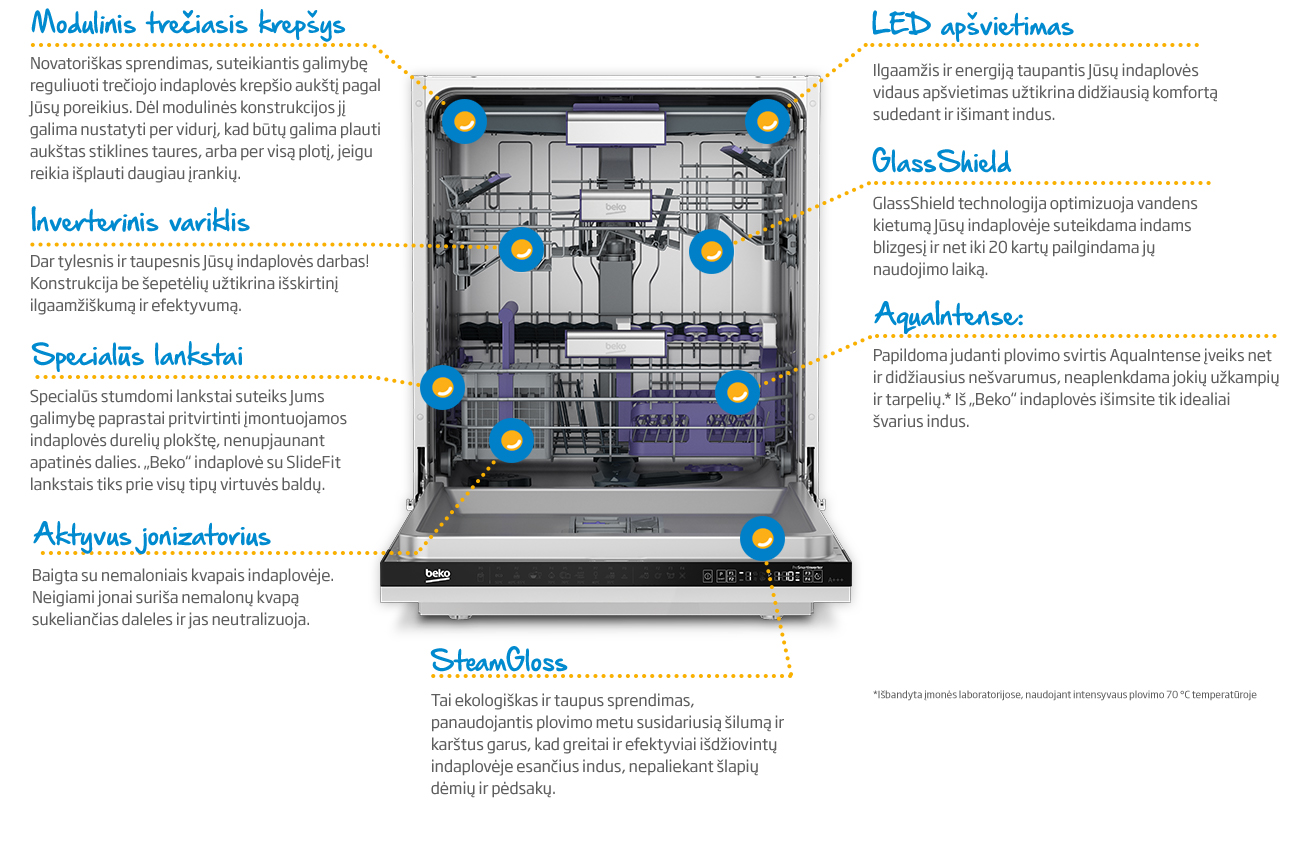 Modulinis trečiasis krepšys
Novatoriškas sprendimas, suteikiantis galimybę
reguliuoti trečiojo indaplovės krepšio aukštį pagal
Jūsų poreikius. Dėl modulinės konstrukcijos jį
galima nustatyti per vidurį, kad būtų galima plauti
aukštas stiklines taures, arba per visą plotį, jeigu
reikia išplauti daugiau įrankių.
Inverterinis variklis
Dar tylesnis ir taupesnis Jūsų indaplovės darbas!
Konstrukcija be šepetėlių užtikrina išskirtinį
ilgaamžiškumą ir efektyvumą.
Specialūs lankstai
Specialūs stumdomi lankstai suteiks Jums
galimybę paprastai pritvirtinti įmontuojamos
indaplovės durelių plokštę, nenupjaunant
apatinės dalies. „Beko“ indaplovė su SlideFit
lankstais tiks prie visų tipų virtuvės baldų.
Aktyvus jonizatorius
Baigta su nemaloniais kvapais indaplovėje.
Neigiami jonai suriša nemalonų kvapą
sukeliančias daleles ir jas neutralizuoja.
LED apšvietimas
Ilgaamžis ir energiją taupantis Jūsų indaplovės
vidaus apšvietimas užtikrina didžiausią komfortą
sudedant ir išimant indus.
GlassShield
GlassShield technologija optimizuoja vandens
kietumą Jūsų indaplovėje suteikdama indams
blizgesį ir net iki 20 kartų pailgindama jų
naudojimo laiką.
AquaIntense:
Papildoma judanti plovimo svirtis AquaIntense įveiks net
ir didžiausius nešvarumus, neaplenkdama jokių užkampių
ir tarpelių.* Iš „Beko“ indaplovės išimsite tik idealiai
švarius indus.
beko
beko
beko
SteamGloss
Tai ekologiškas ir taupus sprendimas,
panaudojantis plovimo metu susidariusią šilumą ir
karštus garus, kad greitai ir efektyviai išdžiovintų
indaplovėje esančius indus, nepaliekant šlapių
dėmių ir pėdsakų.
*Išbandyta įmonės laboratorijose, naudojant intensyvaus plovimo 70 °C temperatūroje